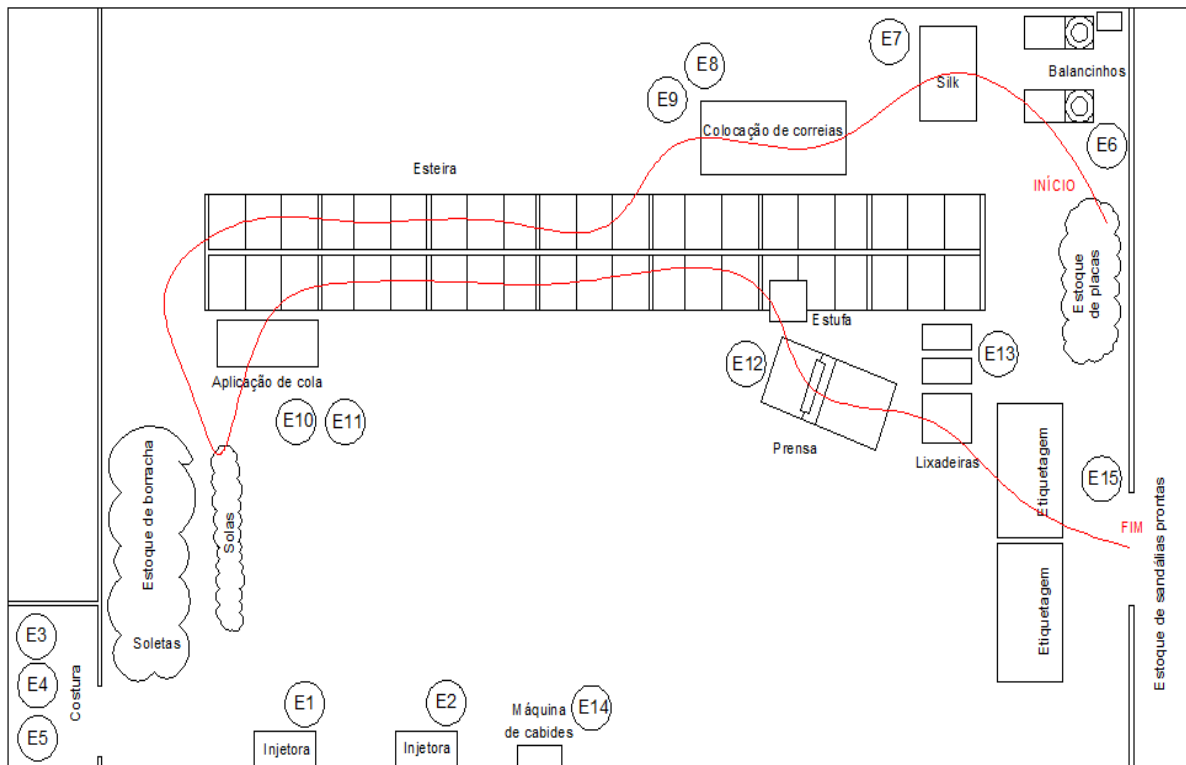 E7
E8
E9
Silk
Balancinhos
Colocação de correias
E6
Esteira
INÍCIO
Estoque
de placas
Estufa
E12
E13
Aplicação de cola
E10
E11
Prensa
Lixadeiras
Etiquetagem
E15
FIM
Estoque de borracha
Solas
Soletas
Etiquetagem
Estoque de sandálias prontas
E3
E4
E5
Costura
E1
Injetora
E2
Injetora
Máquina
de cabides
E14